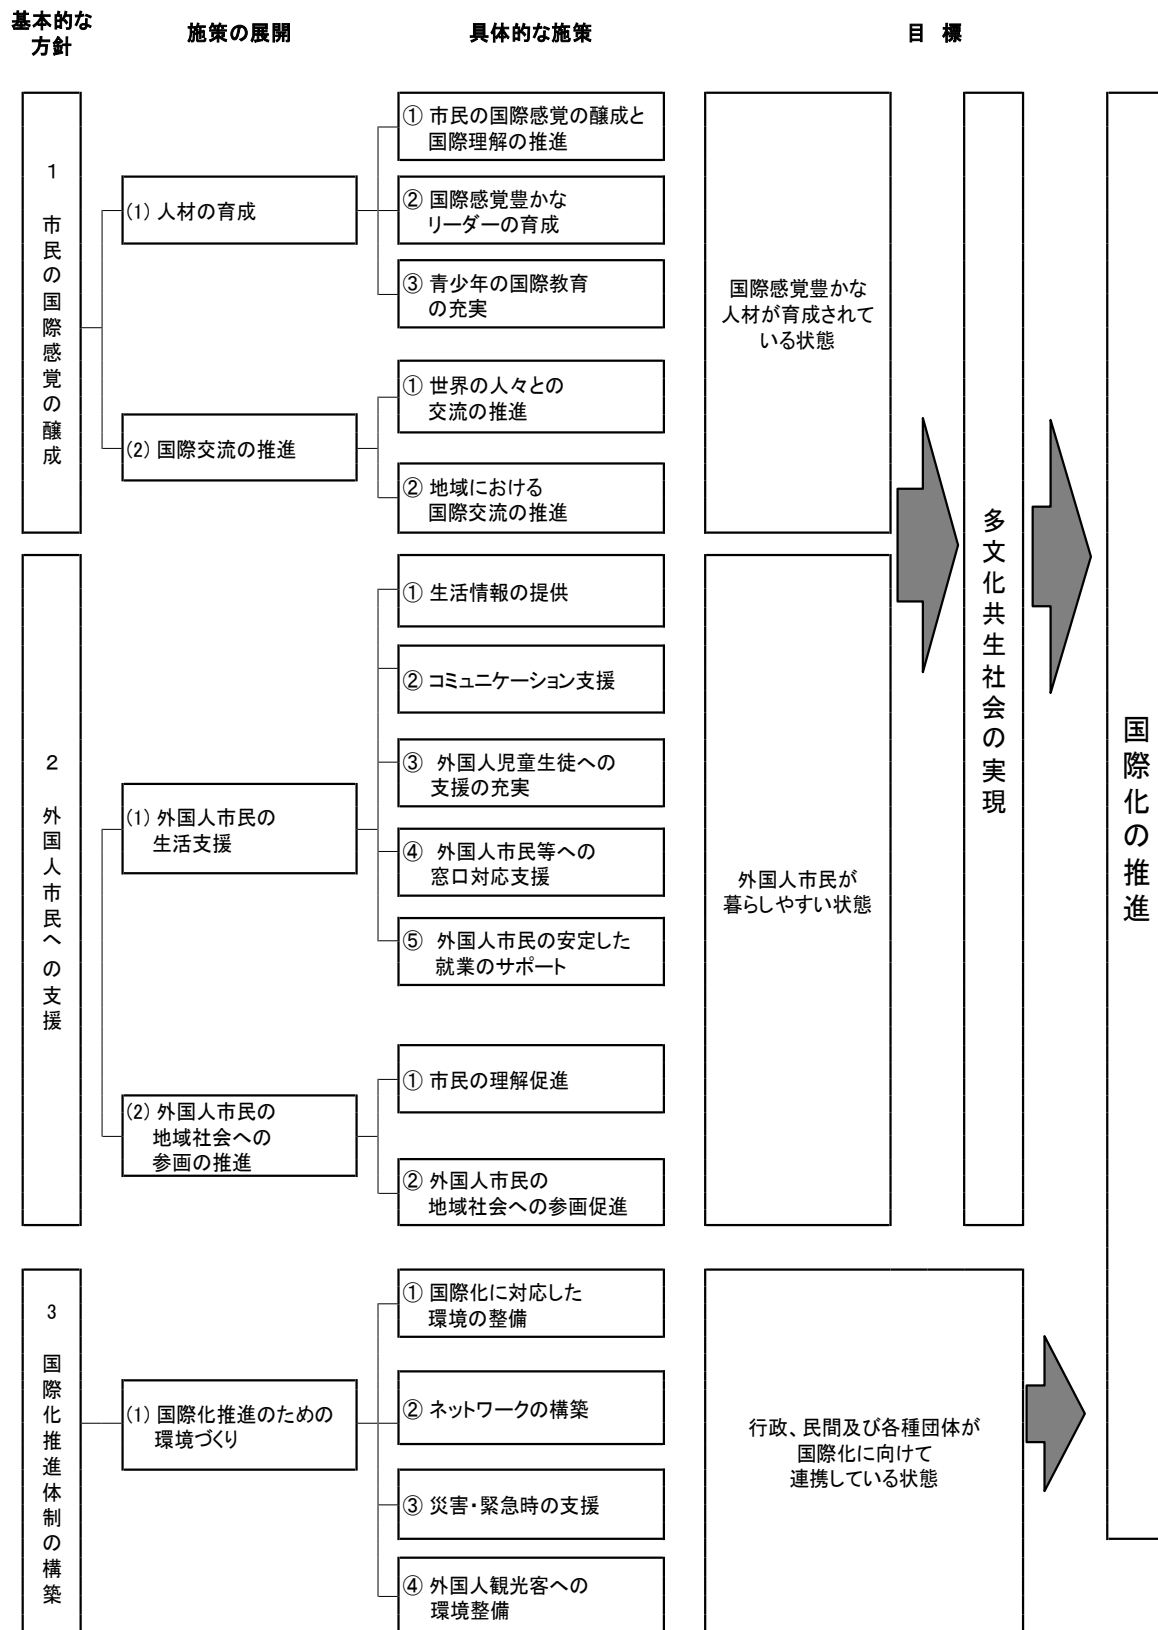 基本的な
方針
施策の展開
具体的な施策
目 標
1 市民の国際感覚の醸成
(1) 人材の育成
① 市民の国際感覚の醸成と
国際理解の推進
② 国際感覚豊かな
リーダーの育成
③ 青少年の国際教育
の充実
(2) 国際交流の推進
① 世界の人々との
交流の推進
② 地域における
国際交流の推進
国際感覚豊かな
人材が育成されて
いる状態
2 外国人市民への支援
(1) 外国人市民の
生活支援
① 生活情報の提供
② コミュニケーション支援
③ 外国人児童生徒への
支援の充実
④ 外国人市民等への
窓口対応支援
⑤ 外国人市民の安定した
就業のサポート
(2) 外国人市民の
地域社会への
参画の推進
① 市民の理解促進
② 外国人市民の
地域社会への参画促進
外国人市民が
暮らしやすい状態
多文化共生社会の実現
3 国際化推進体制の構築
(1) 国際化推進のための
環境づくり
① 国際化に対応した
環境の整備
② ネットワークの構築
③ 災害・緊急時の支援
④ 外国人観光客への
環境整備
行政、民間及び各種団体が
国際化に向けて
連携している状態
国際化の推進